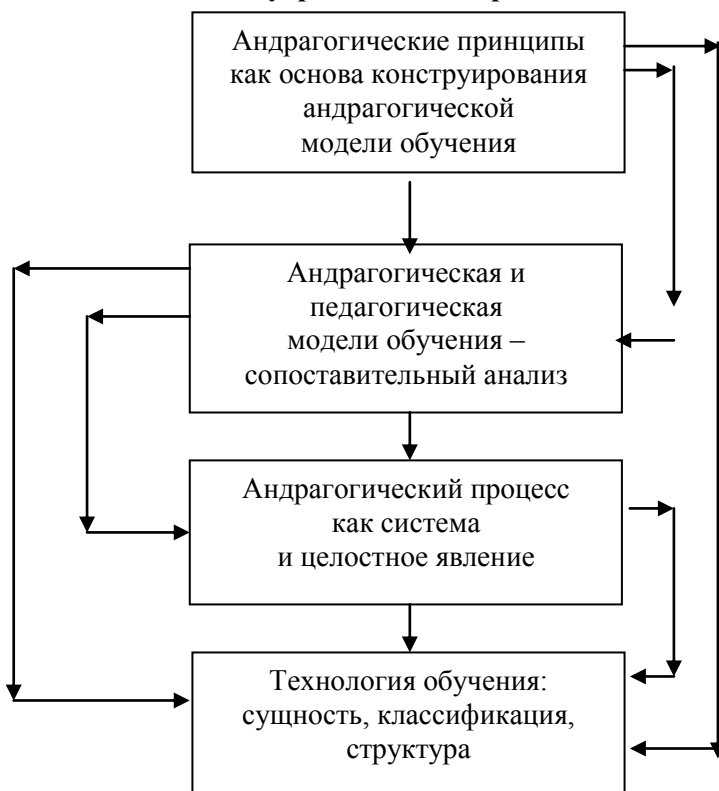 Андрагогические принципы
как основа конструирования
андрагогической
модели обучения
Андрагогическая и
педагогическая
модели обучения –
сопоставительный анализ
Андрагогический процесс
как система
и целостное явление
Технология обучения:
сущность, классификация,
структура